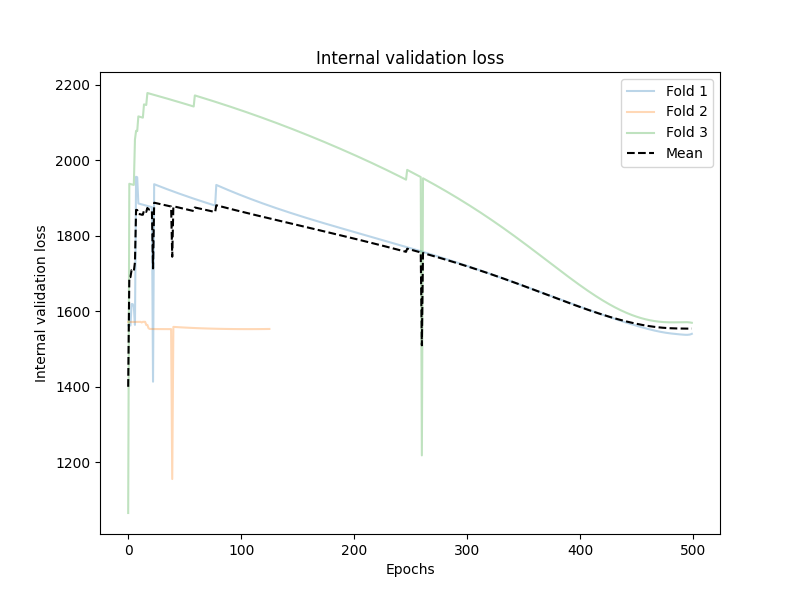 Internal validation loss
Fold 1
Fold 2
Fold 3
Mean
Internal validation loss
2200
2000
1800
1600
1400
1200
0 100 200 300 400 500
Epochs